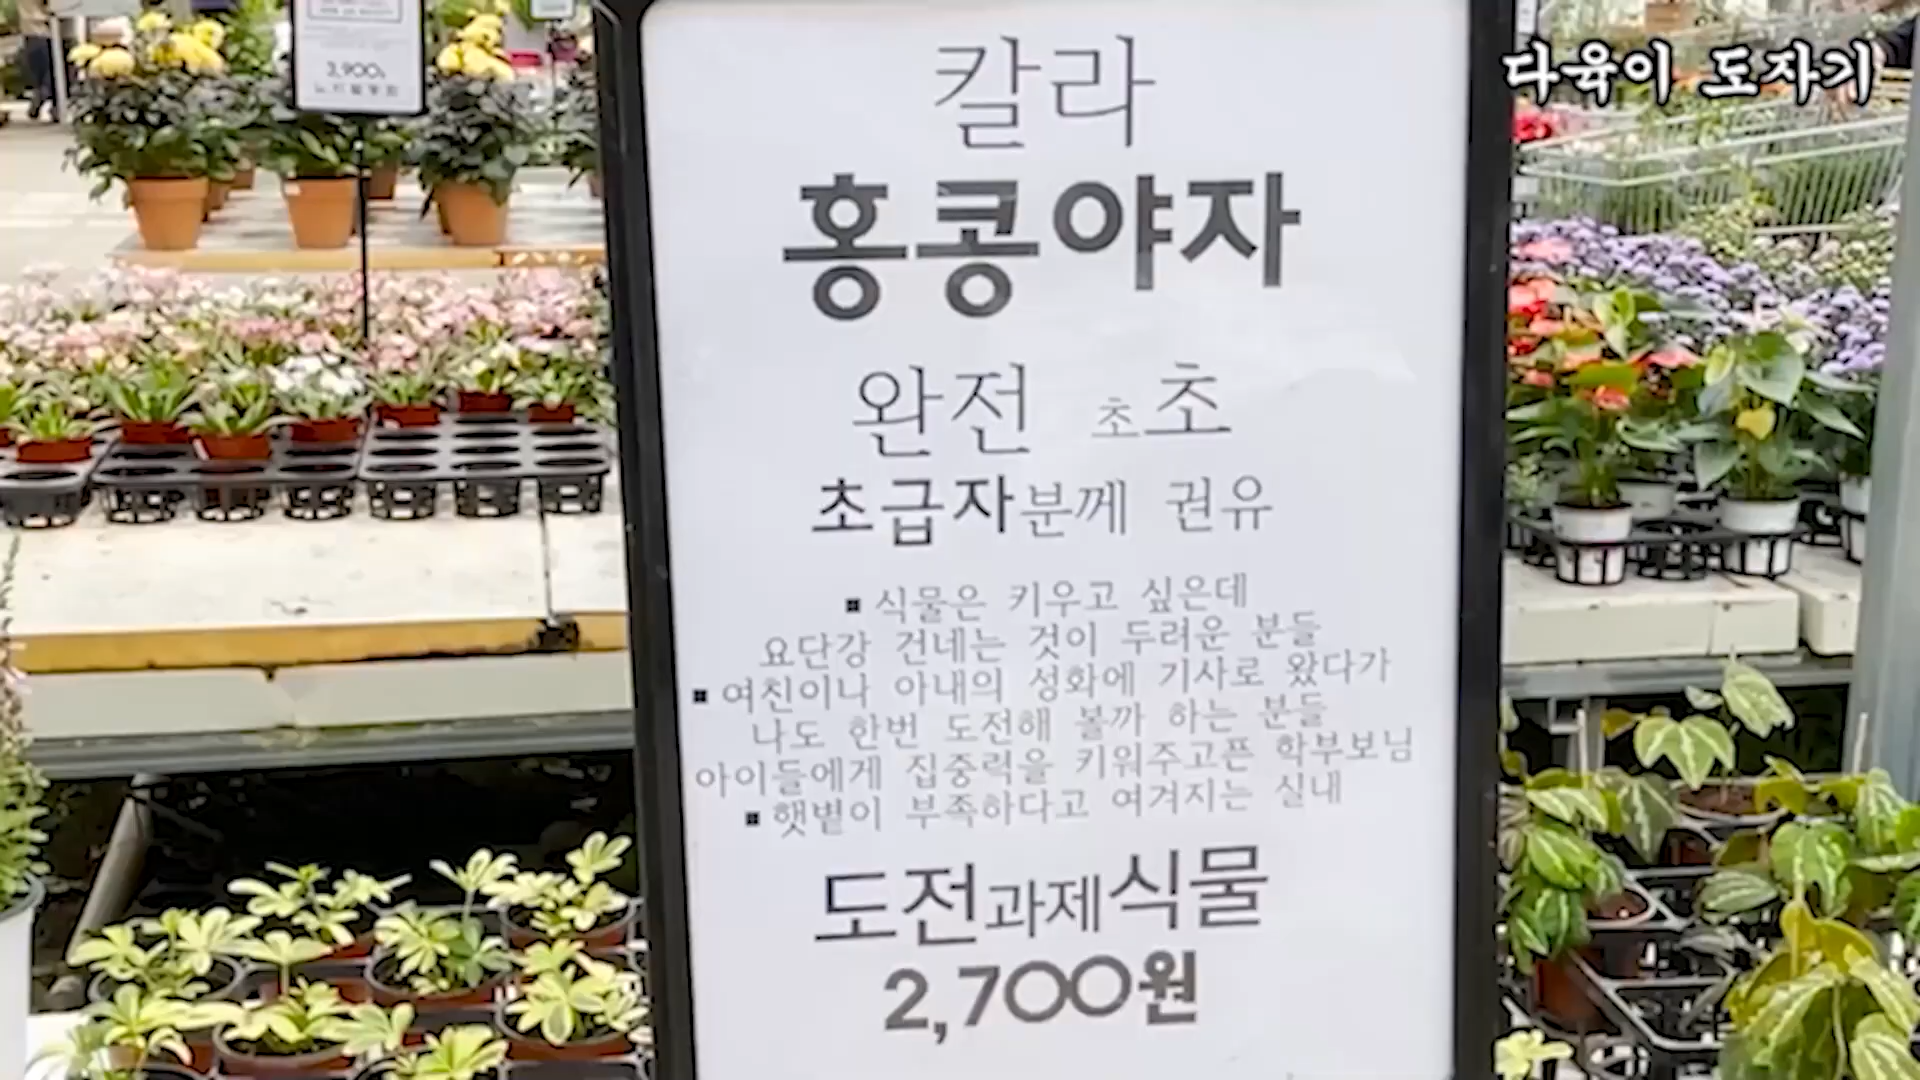 3,900
다육이 도자기
칼라
홍콩야자
완전 초초
초급자분께 권유
▪식물은 키우고 싶은데
요단강 건네는 것이 두려운 분들
▪여친이나 아내의 성화에 기사로 왔다가
나도 한번 도전해 볼까 하는 분들
아이들에게 집중력을 키워주고픈 학부보님
▪햇볕이 부족하다고 여겨지는 실내
도전과제식물
2,700원